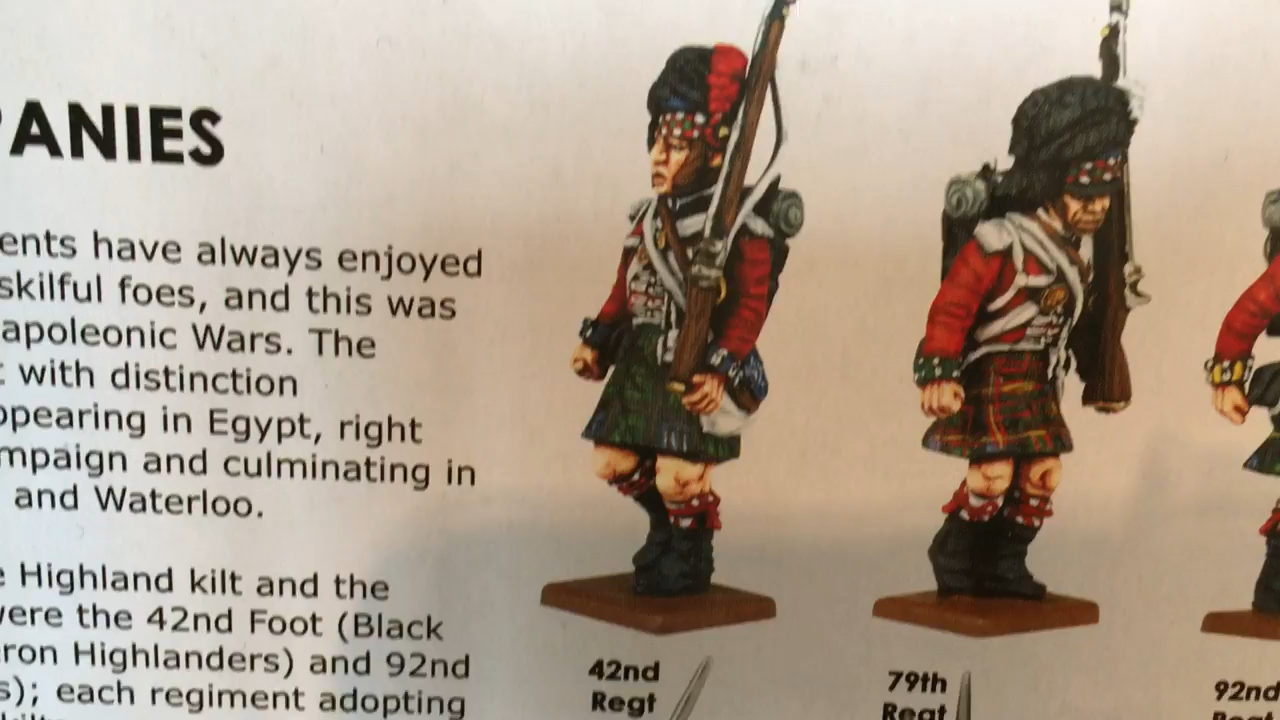 PANIES
ents have always enjoyed
skilful foes, and this was
apoleonic Wars. The
with distinction
ppearing in Egypt, right
mpaign and culminating in
and Waterloo.
Highland kilt and the
were the 42nd Foot (Black
ron Highlanders) and 92nd
s); each regiment adopting
42nd
Regt
79th
Regt
92nd